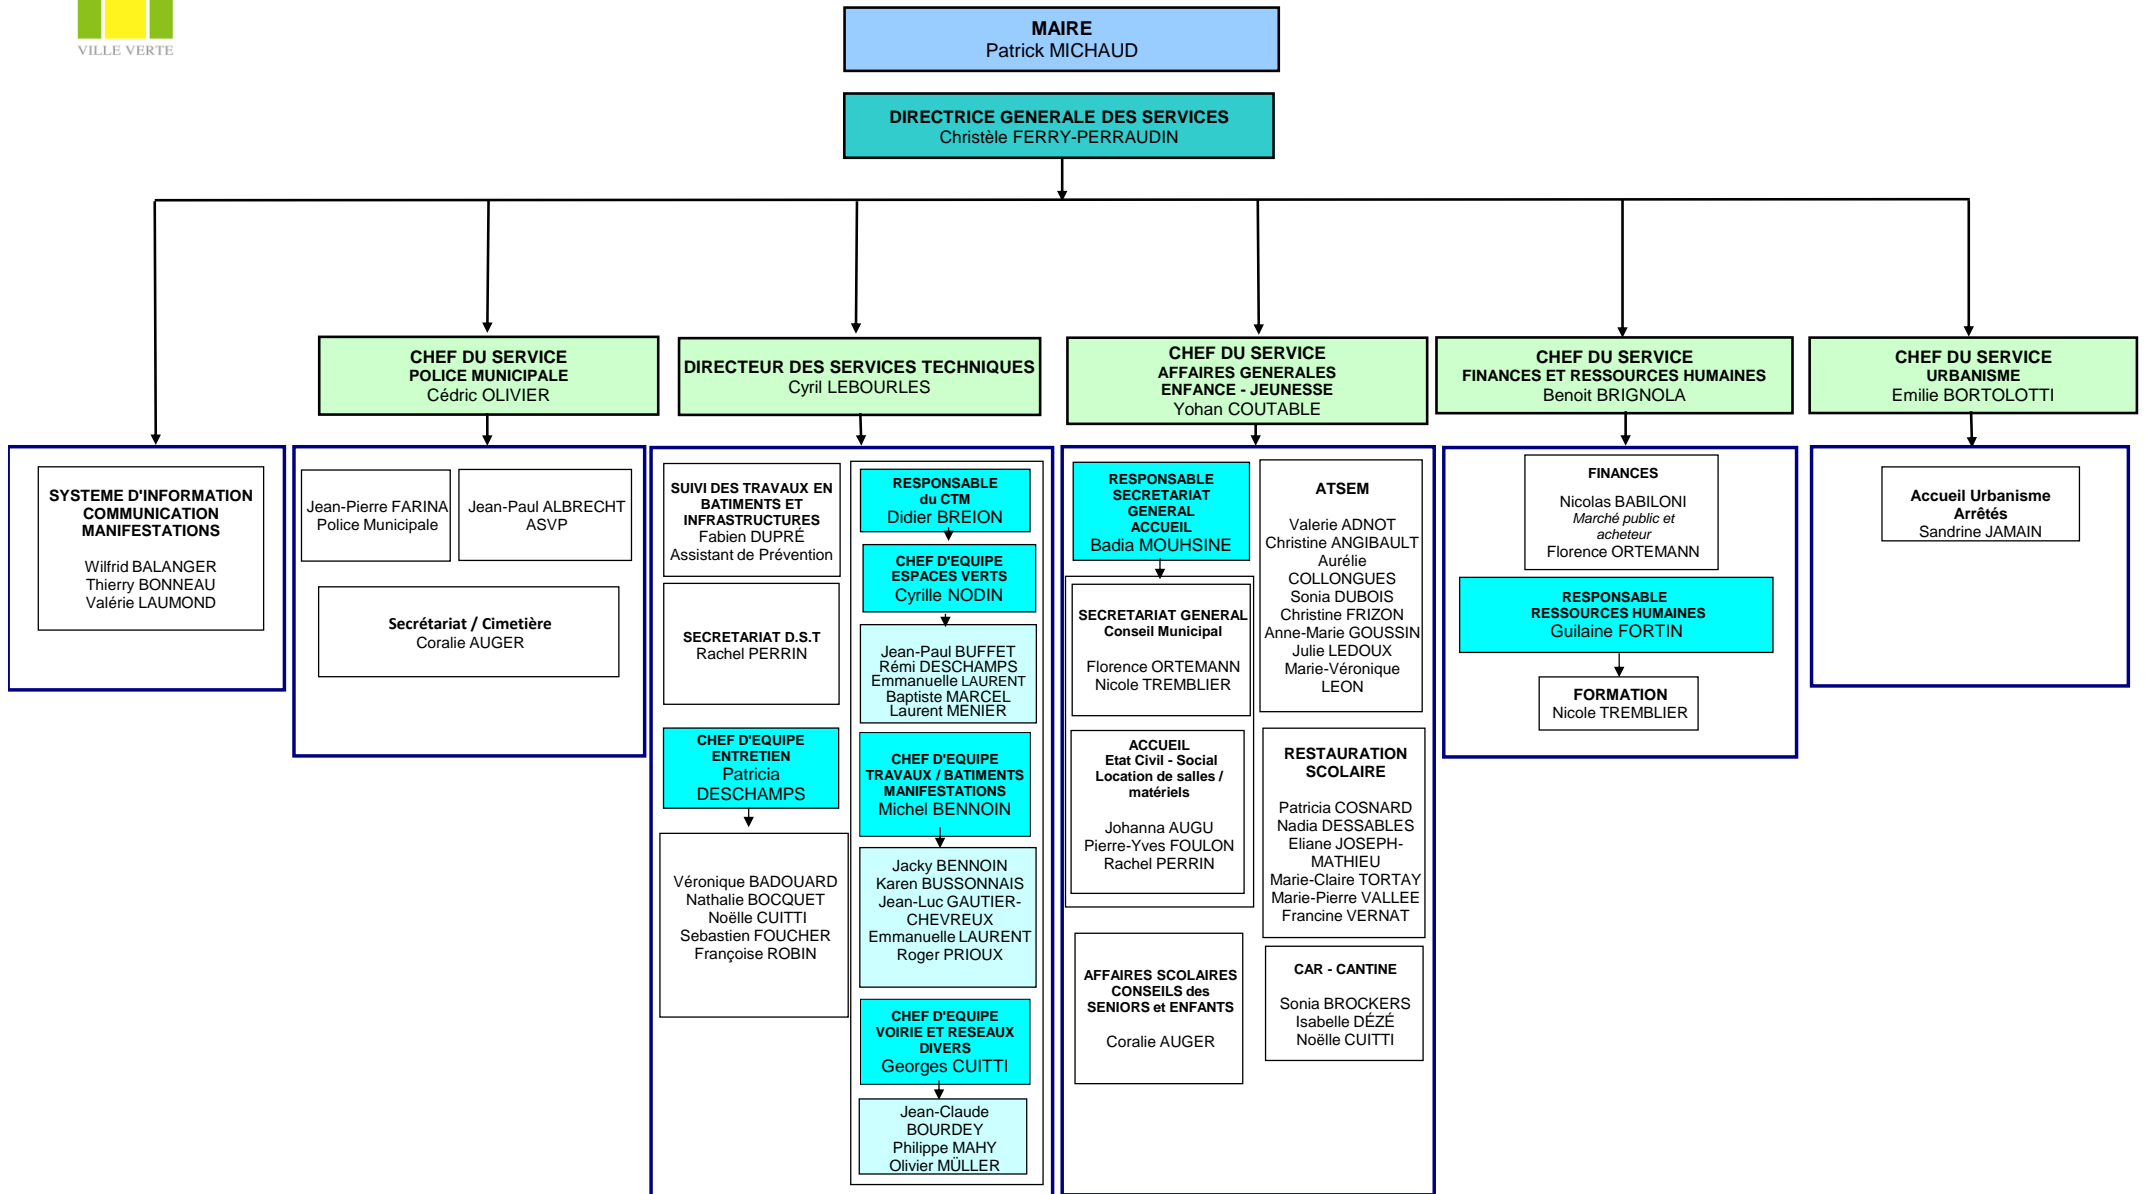 VILLE VERTE
MAIRE
Patrick MICHAUD
DIRECTRICE GENERALE DES SERVICES
Christèle FERRY-PERRAUDIN
CHEF DU SERVICE
POLICE MUNICIPALE
Cédric OLIVIER
DIRECTEUR DES SERVICES TECHNIQUES
Cyril LEBOURLES
CHEF DU SERVICE
AFFAIRES GENERALES
ENFANCE - JEUNESSE
Yohan COUTABLE
CHEF DU SERVICE
FINANCES ET RESSOURCES HUMAINES
Benoit BRIGNOLA
CHEF DU SERVICE
URBANISME
Emilie BORTOLOTTI
SYSTEME D'INFORMATION
COMMUNICATION
MANIFESTATIONS
Wilfrid BALANGER
Thierry BONNEAU
Valérie LAUMOND
Jean-Pierre FARINA
Police Municipale
Jean-Paul ALBRECHT
ASVP
Secrétariat / Cimetière
Coralie AUGER
SUIVI DES TRAVAUX EN
BATIMENTS ET
INFRASTRUCTURES
Fabien DUPRÉ
Assistant de Prévention
SECRETARIAT D.S.T
Rachel PERRIN
CHEF D'EQUIPE
ENTRETIEN
Patricia
DESCHAMPS
Véronique BADOUARD
Nathalie BOCQUET
Noëlle CUITTI
Sebastien FOUCHER
Françoise ROBIN
RESPONSABLE
du CTM
Didier BREION
CHEF D'EQUIPE
ESPACES VERTS
Cyrille NODIN
Jean-Paul BUFFET
Rémi DESCHAMPS
Emmanuelle LAURENT
Baptiste MARCEL
Laurent MENIER
CHEF D'EQUIPE
TRAVAUX / BATIMENTS
MANIFESTATIONS
Michel BENNOIN
Jacky BENNOIN
Karen BUSSONNAIS
Jean-Luc GAUTIER-
CHEVREUX
Emmanuelle LAURENT
Roger PRIOUX
CHEF D'EQUIPE
VOIRIE ET RESEAUX
DIVERS
Georges CUITTI
Jean-Claude
BOURDEY
Philippe MAHY
Olivier MÜLLER
RESPONSABLE
SECRETARIAT
GENERAL
ACCUEIL
Badia MOUHSINE
SECRETARIAT GENERAL
Conseil Municipal
Florence ORTEMANN
Nicole TREMBLIER
ACCUEIL
Etat Civil - Social
Location de salles /
matériels
Johanna AUGU
Pierre-Yves FOULON
Rachel PERRIN
AFFAIRES SCOLAIRES
CONSEILS des
SENIORS et ENFANTS
Coralie AUGER
ATSEM
Valerie ADNOT
Christine ANGIBAULT
Aurélie
COLLONGUES
Sonia DUBOIS
Christine FRIZON
Anne-Marie GOUSSIN
Julie LEDOUX
Marie-Véronique
LEON
RESTAURATION
SCOLAIRE
Patricia COSNARD
Nadia DESSABLES
Eliane JOSEPH-
MATHIEU
Marie-Claire TORTAY
Marie-Pierre VALLEE
Francine VERNAT
CAR - CANTINE
Sonia BROCKERS
Isabelle DÉZÉ
Noëlle CUITTI
FINANCES
Nicolas BABILONI
Marché public et
acheteur
Florence ORTEMANN
RESPONSABLE
RESSOURCES HUMAINES
Guilaine FORTIN
FORMATION
Nicole TREMBLIER
Accueil Urbanisme
Arrêtés
Sandrine JAMAIN